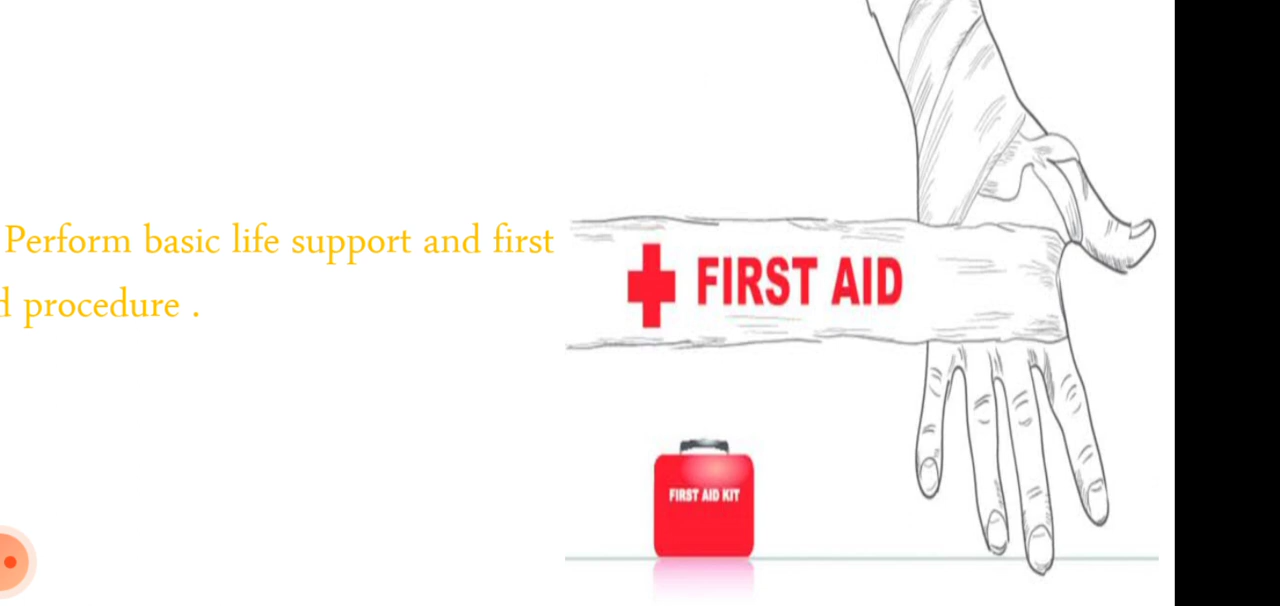 Perform basic life support and first
d procedure .
FIRST AID
FIRST AID KIT